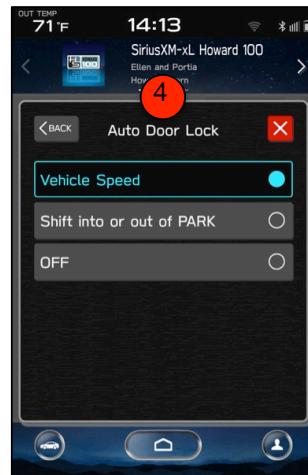 OUT TEMP
71°F
14:13
SiriusXM-xL Howard 100
Ellen and Portia
4
BACK
Auto Door Lock
Vehicle Speed
Shift into or out of PARK
OFF